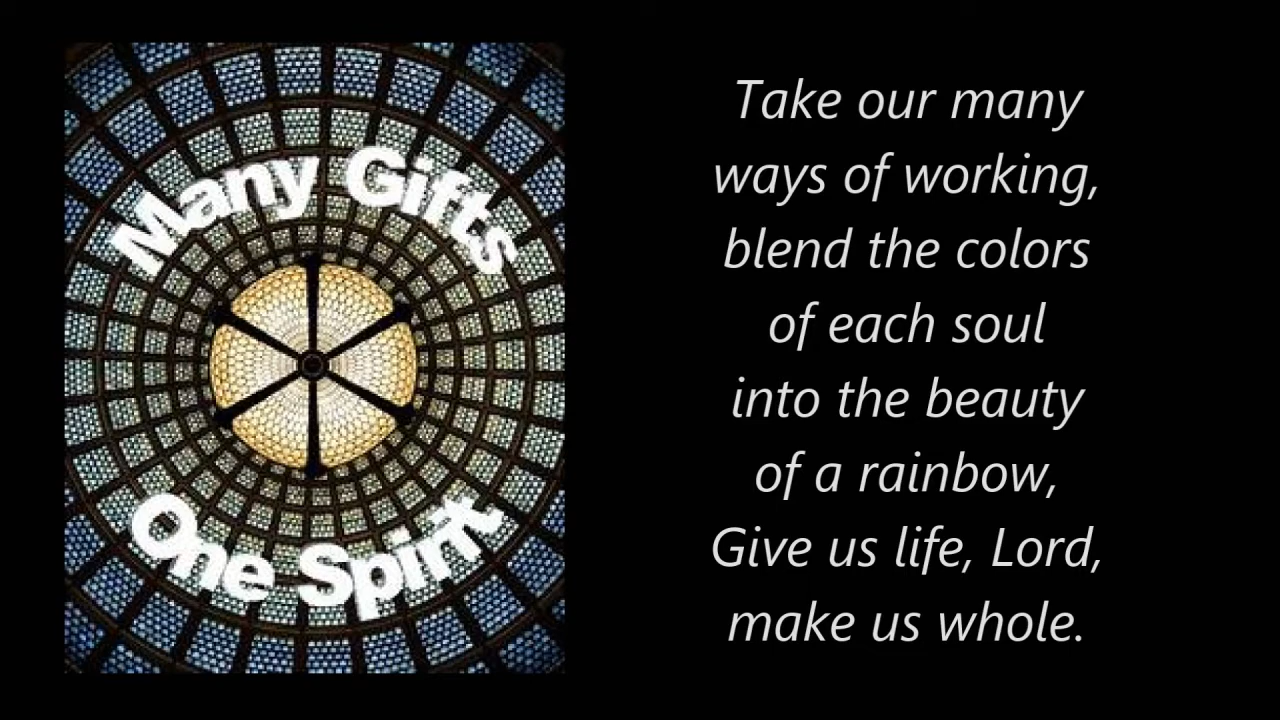 Many Gifts
One Spirit
Take our many
ways of working,
blend the colors
of each soul
into the beauty
of a rainbow,
Give us life, Lord,
make us whole.